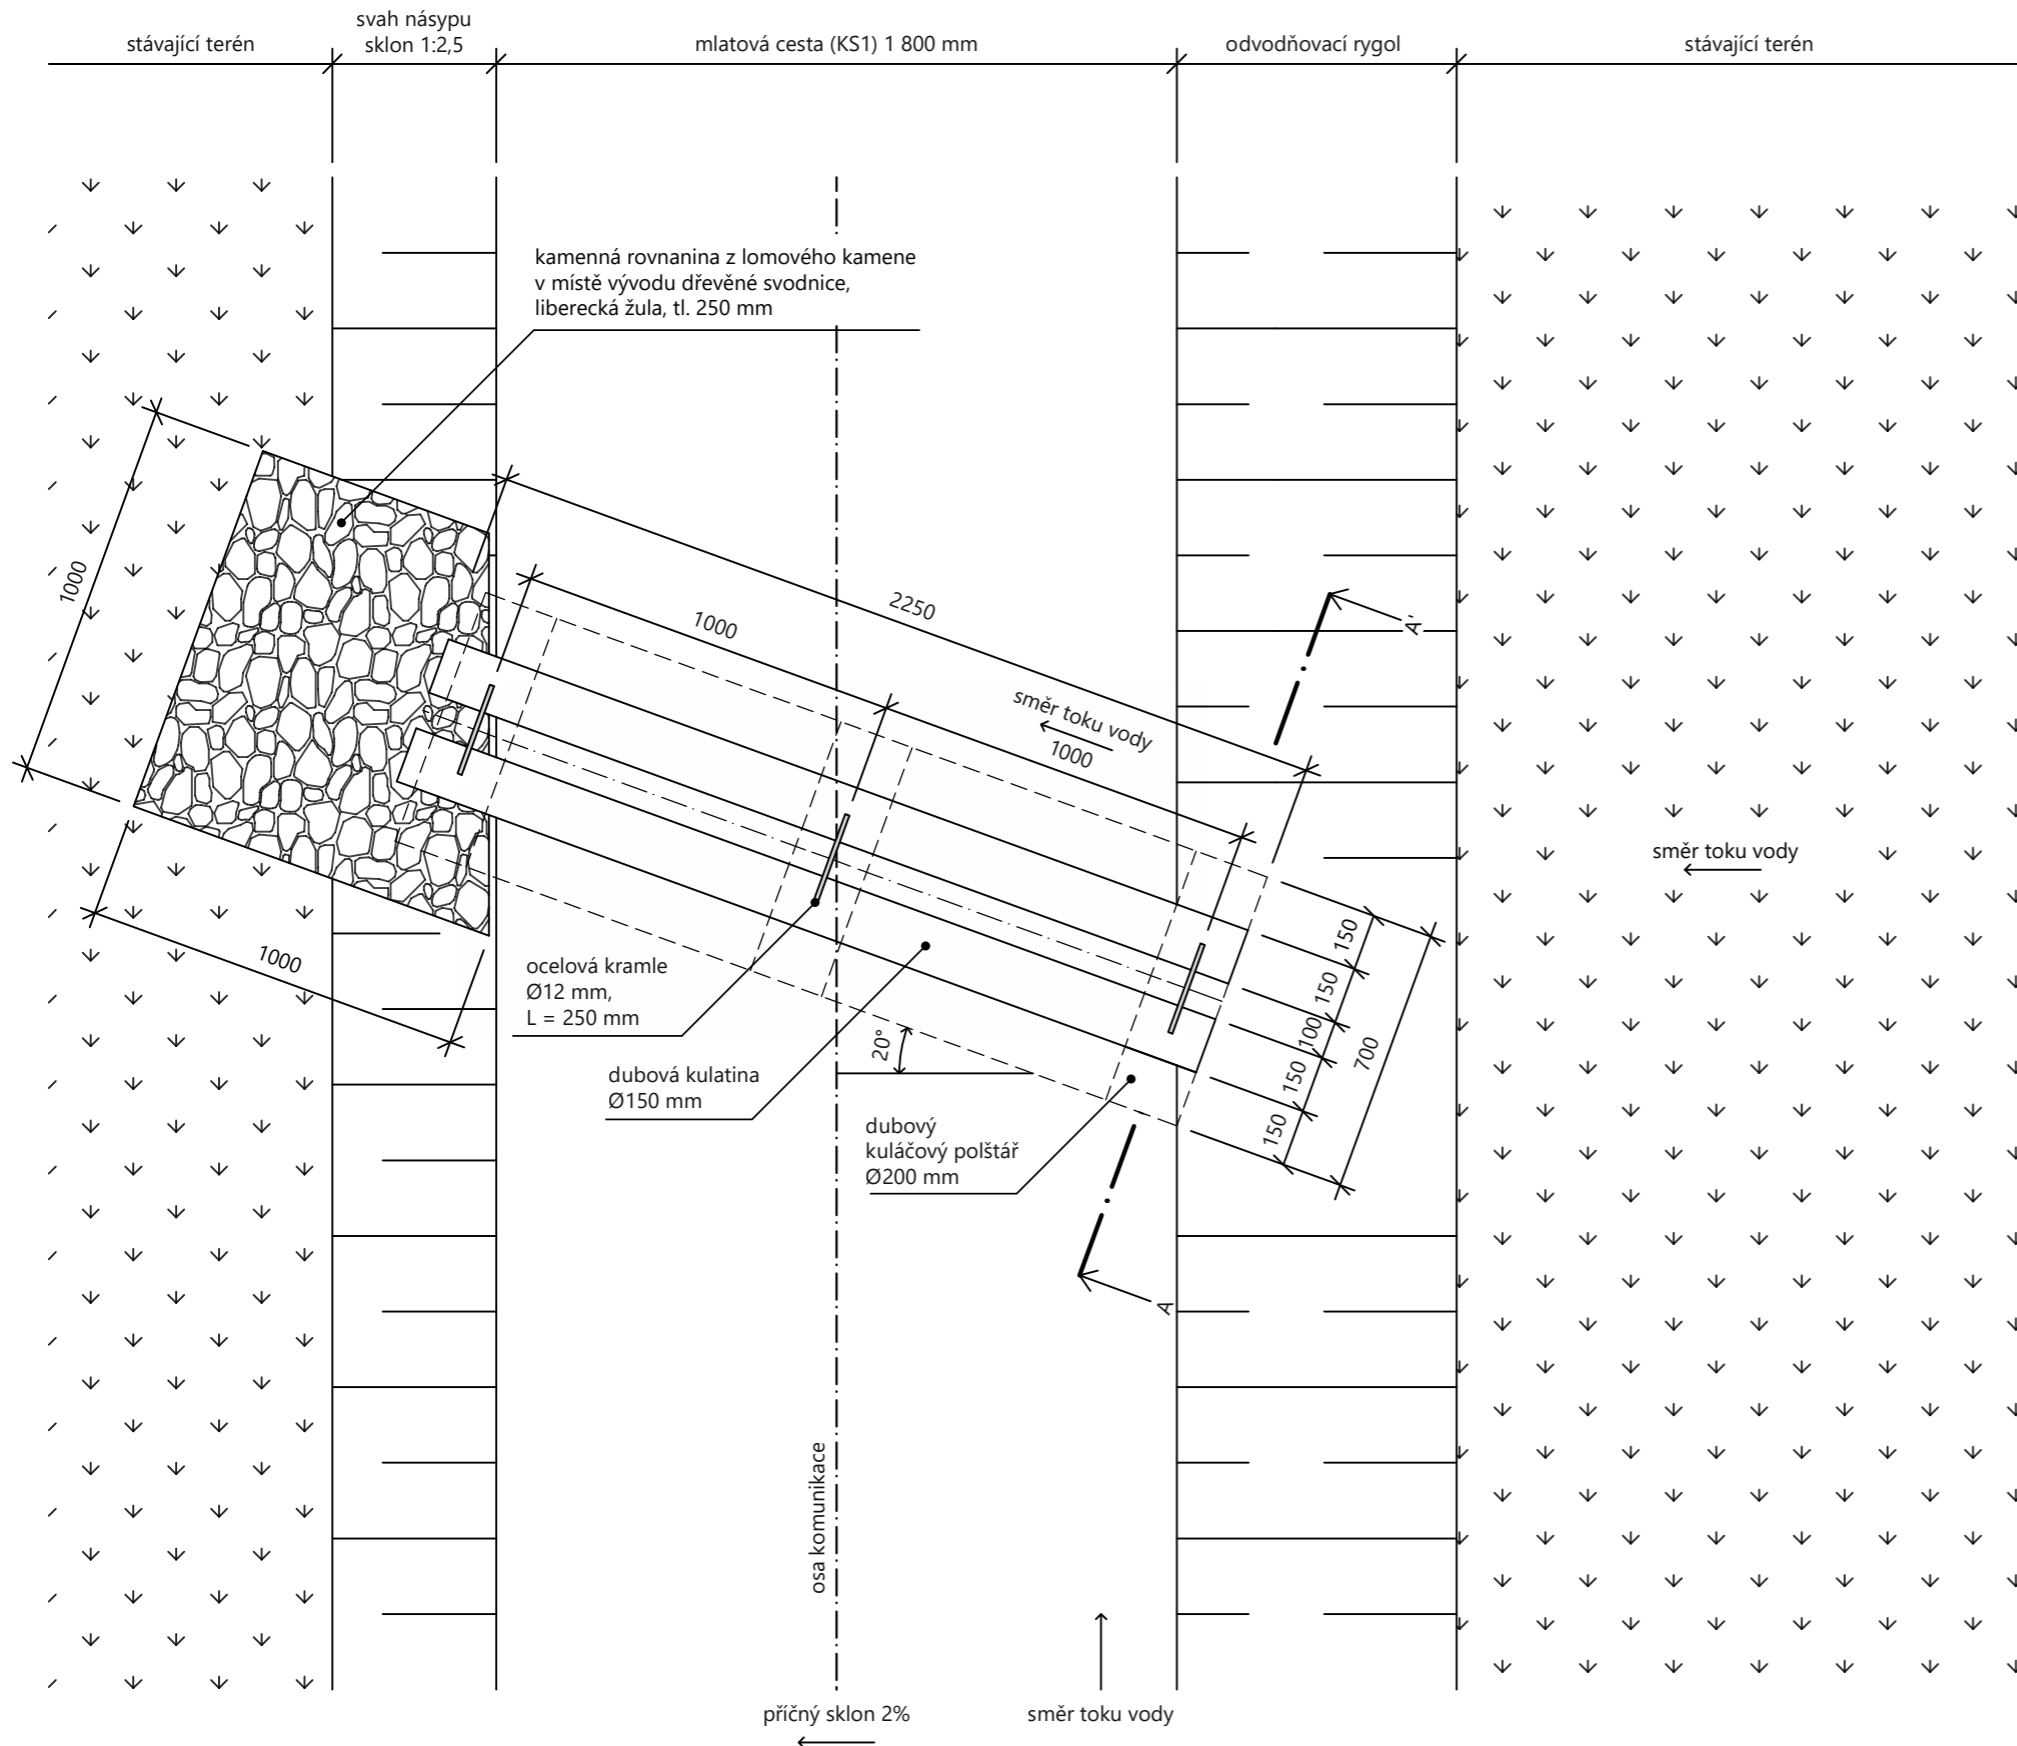 stávající terén
svah násypu
sklon 1:2,5
mlatová cesta (KS1) 1 800 mm
odvodňovací rygol
stávající terén
kamenná rovnanina z lomového kamene
v místě vývodu dřevěné svodnice,
liberecká žula, tl. 250 mm
1000
2250
1000
A'
směr toku vody
1000
směr toku vody
1000
ocelová kramle
Ø12 mm,
L = 250 mm
150
150
100
150
150
700
20°
dubová kulatina
Ø150 mm
dubový
kuláčový polštář
Ø200 mm
A
osa komunikace
příčný sklon 2%
směr toku vody